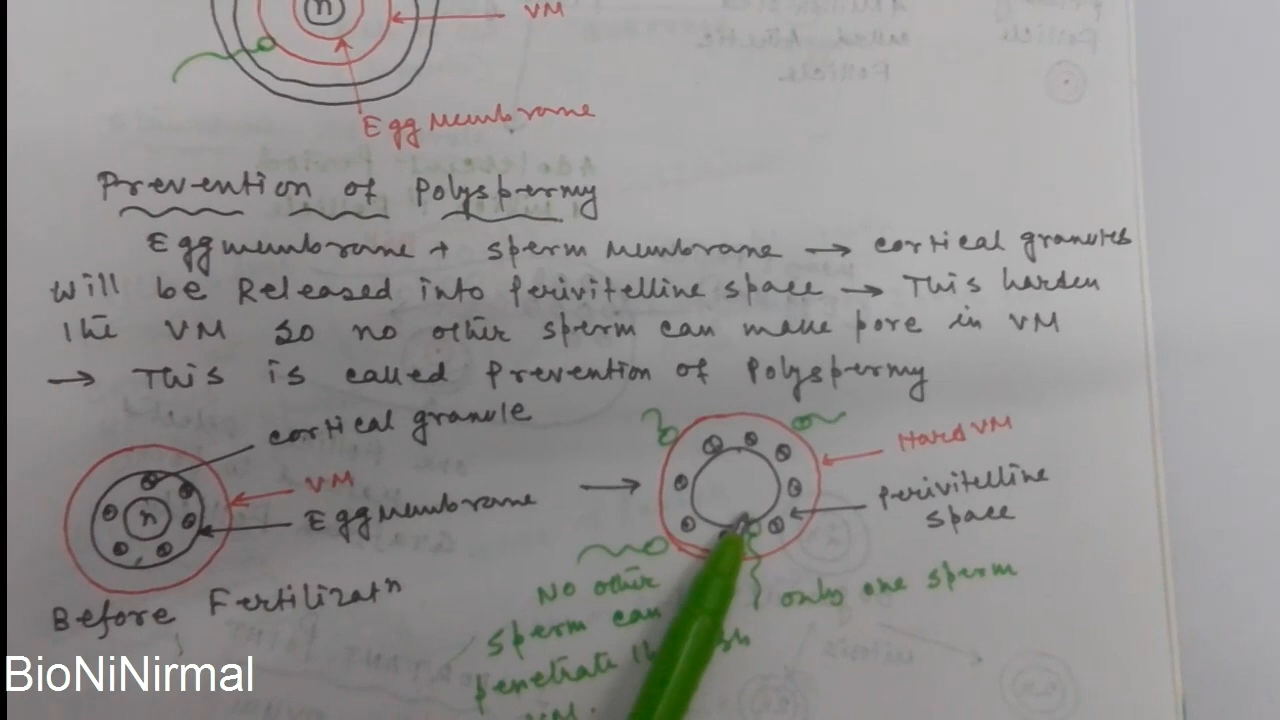 n
VM
Egg Membrane
Prevention of Polyspermy
Egg membrane + sperm Membrane → cortical granules
will be Released into Perivitelline space → This harden
the VM so no other sperm can make pore in VM
→ This is called Prevention of Polyspermy
cortical granule
VM
Egg Membrane
n
Before Fertilizatⁿ
Hard VM
Perivitelline
space
only one sperm
No other
sperm can
penetrate
VM.
BioNiNirmal